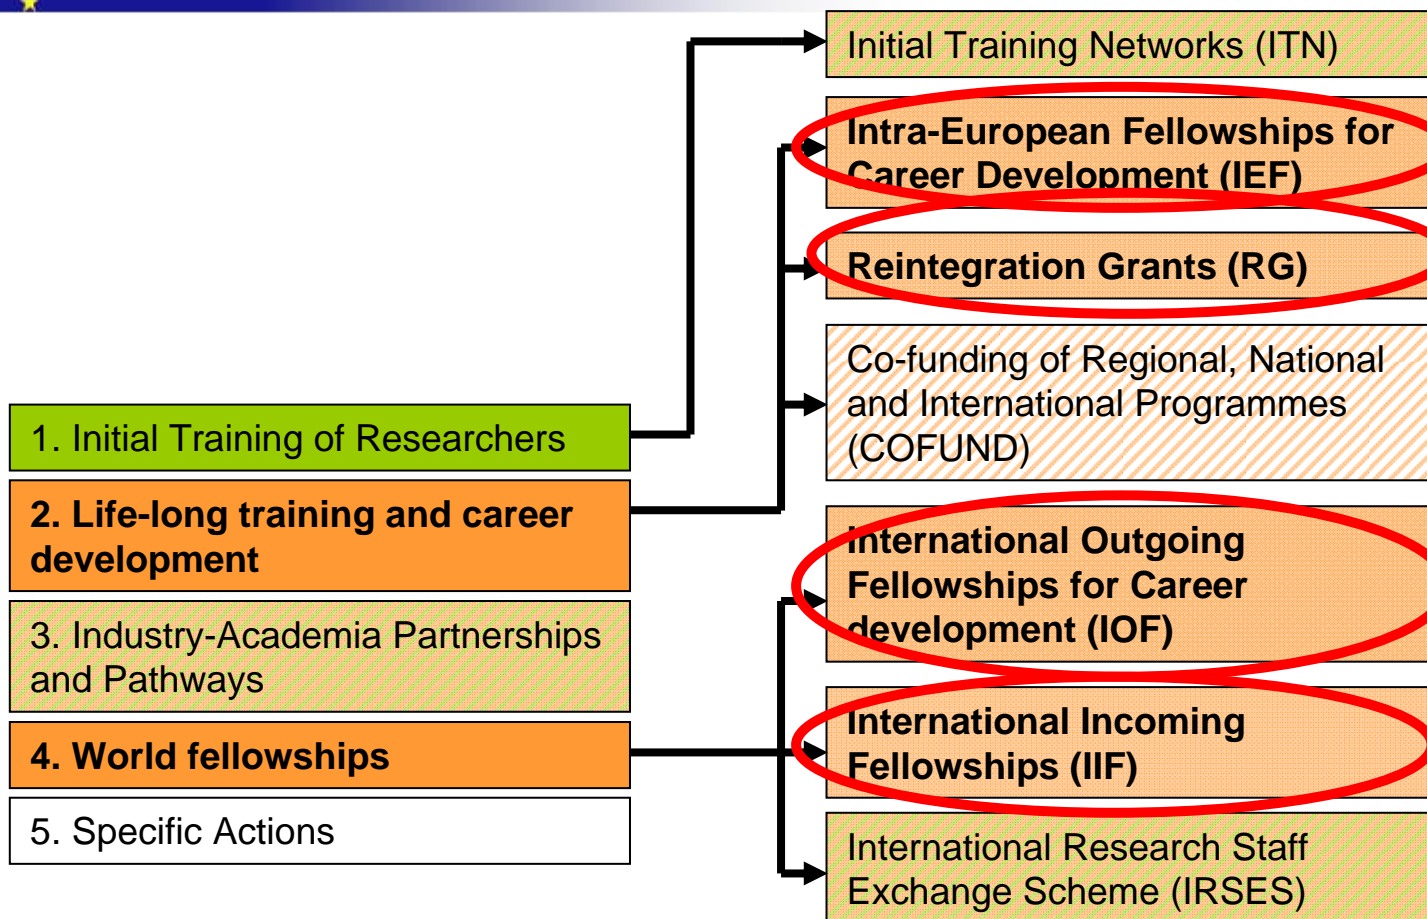 Initial Training Networks (ITN)
Intra-European Fellowships for
Career Development (IEF)
Reintegration Grants (RG)
Co-funding of Regional, National
and International Programmes
(COFUND)
1. Initial Training of Researchers
2. Life-long training and career
development
3. Industry-Academia Partnerships
and Pathways
4. World fellowships
5. Specific Actions
International Outgoing
Fellowships for Career
development (IOF)
International Incoming
Fellowships (IIF)
International Research Staff
Exchange Scheme (IRSES)